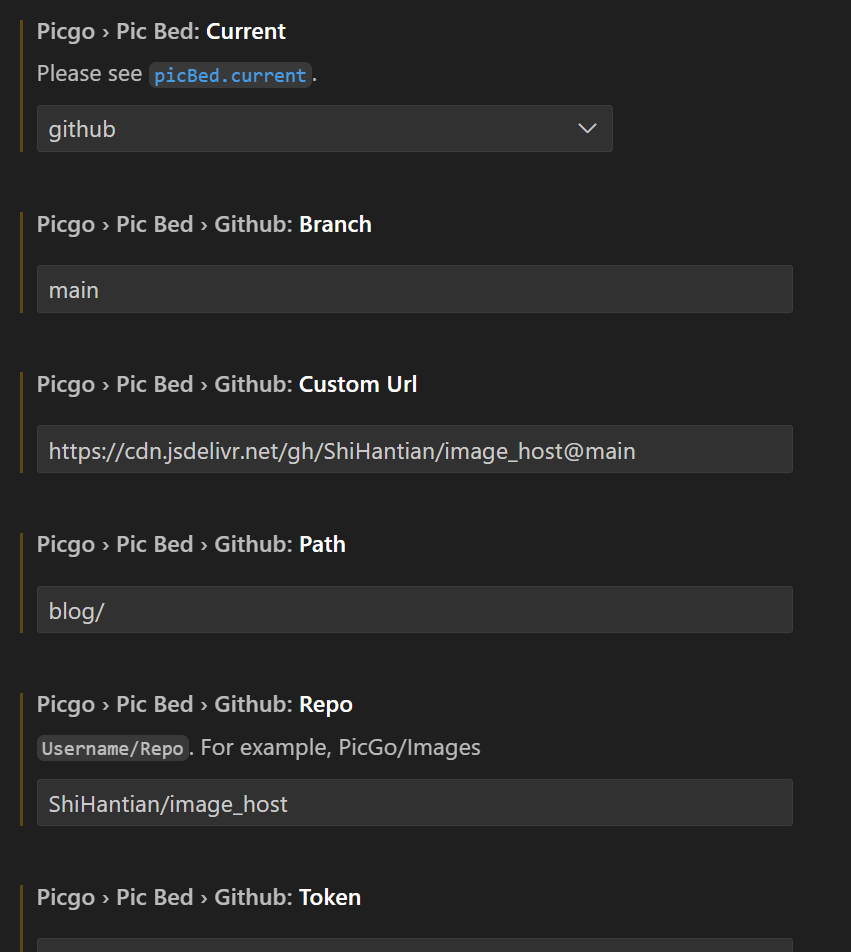 Picgo › Pic Bed: Current
Please see picBed.current.
github
Picgo › Pic Bed › Github: Branch
main
Picgo › Pic Bed › Github: Custom Url
https://cdn.jsdelivr.net/gh/ShiHantian/image_host@main
Picgo › Pic Bed › Github: Path
blog/
Picgo › Pic Bed › Github: Repo
Username/Repo. For example, PicGo/Images
ShiHantian/image_host
Picgo › Pic Bed › Github: Token